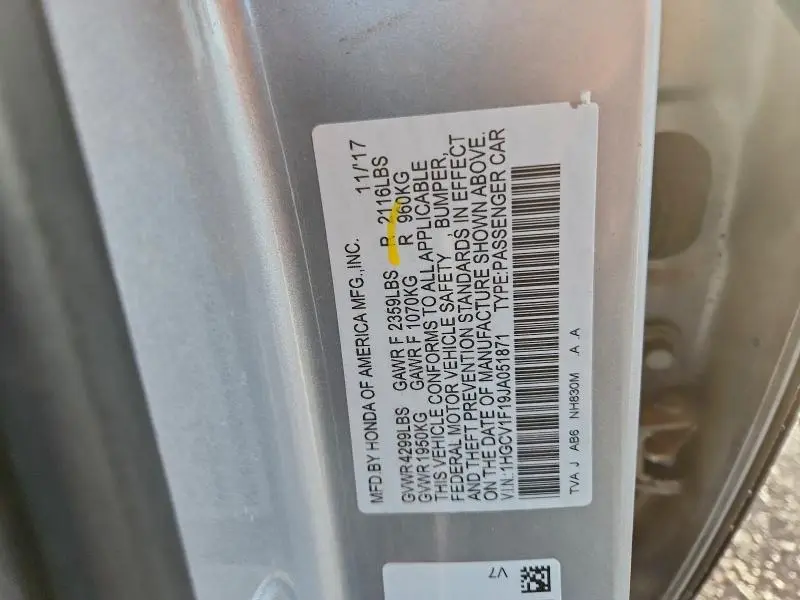 MFD.BY HONDA OF AMERICA MFG.,INC. 11/17
GVWR 4299LBS GAWR F 2359LBS R 2116LBS
GVWR 1950KG GAWR F 1070KG R 960KG
THIS VEHICLE CONFORMS TO ALL APPLICABLE
FEDERAL MOTOR VEHICLE SAFETY , BUMPER,
AND THEFT PREVENTION STANDARDS IN EFFECT
ON THE DATE OF MANUFACTURE SHOWN ABOVE.
V.I.N.:1HGCV1F19JA051871 TYPE:PASSENGER CAR
TVA J AB6 NH830M .A .A
V7